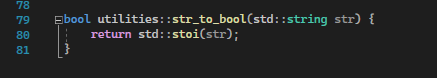 78
79 bool utilities::str_to_bool(std::string str) {
80 return std::stoi(str);
81 }